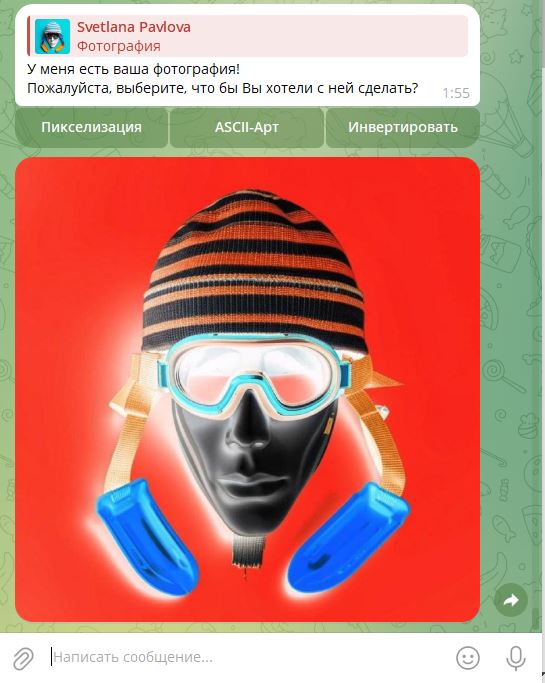 Svetlana Pavlova
Фотография
У меня есть ваша фотография!
Пожалуйста, выберите, что бы Вы хотели с ней сделать?
1:55
Пикселизация
ASCII-Арт
Инвертировать
Написать сообщение...